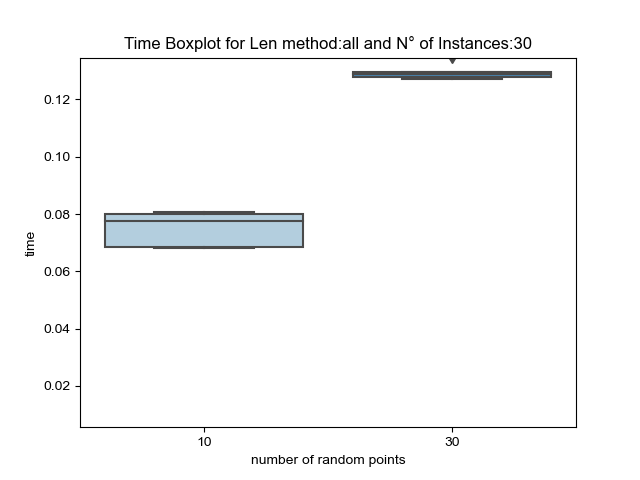 Time Boxplot for Len method:all and N° of Instances:30
0.12
0.10
0.08
0.06
0.04
0.02
time
10
30
number of random points